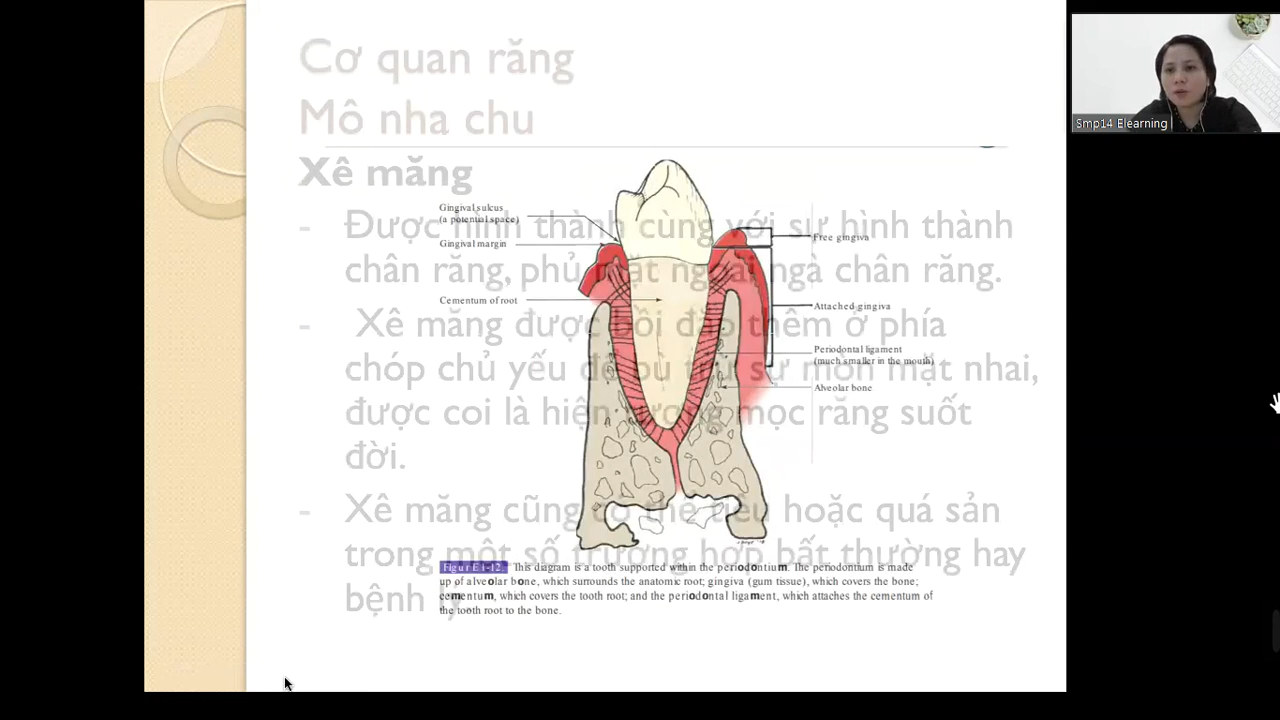 Cơ quan răng
Mô nha chu
Xê măng
- Được hình thành cùng với sự hình thành
chân răng, phủ mặt ngoài ngà chân răng.
- Xê măng được bồi đắp thêm ở phía
chóp chủ yếu để bù trừ sự mòn mặt nhai,
được coi là hiện tượng mọc răng suốt
đời.
- Xê măng cũng có thể tiêu hoặc quá sản
trong một số trường hợp bất thường hay
bệnh lý.
Gingival sulcus
(a potential space)
Gingival margin
Cementum of root
Free gingiva
Attached gingiva
Periodontal ligament
(much smaller in the mouth)
Alveolar bone
Figure 1-12. This diagram is a tooth supported within the periodontium. The periodontium is made
up of alveolar bone, which surrounds the anatomic root; gingiva (gum tissue), which covers the bone;
cementum, which covers the tooth root; and the periodontal ligament, which attaches the cementum of
the tooth root to the bone.
Smp14 Elearning